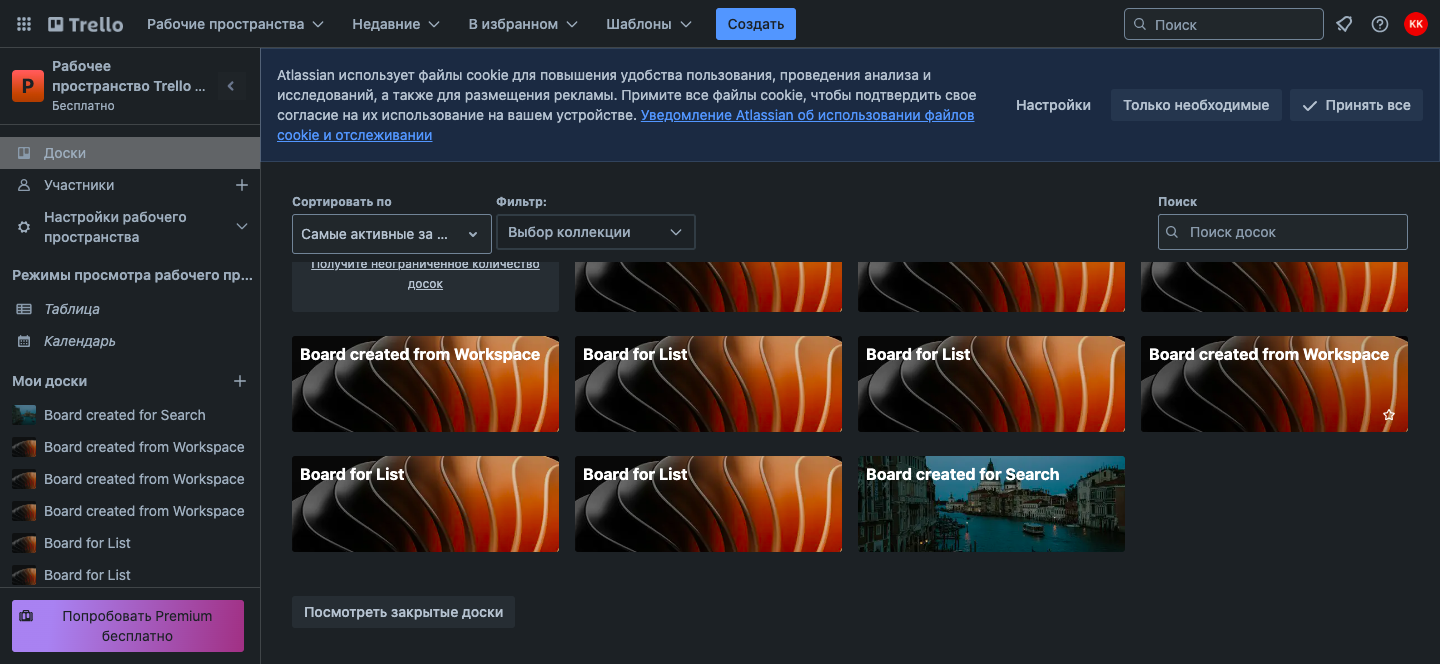 Trello
Рабочие пространства
Недавние
В избранном
Шаблоны
Создать
Поиск
КК
P
Рабочее
пространство Trello ...
Бесплатно
Atlassian использует файлы cookie для повышения удобства пользования, проведения анализа и
исследований, а также для размещения рекламы. Примите все файлы cookie, чтобы подтвердить свое
согласие на их использование на вашем устройстве. Уведомление Atlassian об использовании файлов
cookie и отслеживании
Настройки
Только необходимые
Принять все
Доски
Участники
Настройки рабочего
пространства
Режимы просмотра рабочего пр...
Таблица
Календарь
Мои доски
Board created for Search
Board created from Workspace
Board created from Workspace
Board created from Workspace
Board for List
Board for List
Попробовать Premium
бесплатно
Сортировать по
Самые активные за ...
Фильтр:
Выбор коллекции
Поиск
Поиск досок
Получите неограниченное количество
досок
Board created from Workspace
Board for List
Board for List
Board created from Workspace
Board for List
Board for List
Board created for Search
Посмотреть закрытые доски